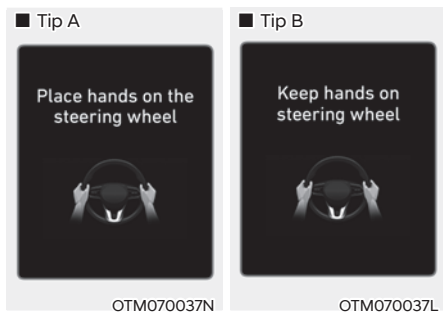 ■ Tip A
Place hands on the
steering wheel
OTM070037N
■ Tip B
Keep hands on
steering wheel
OTM070037L